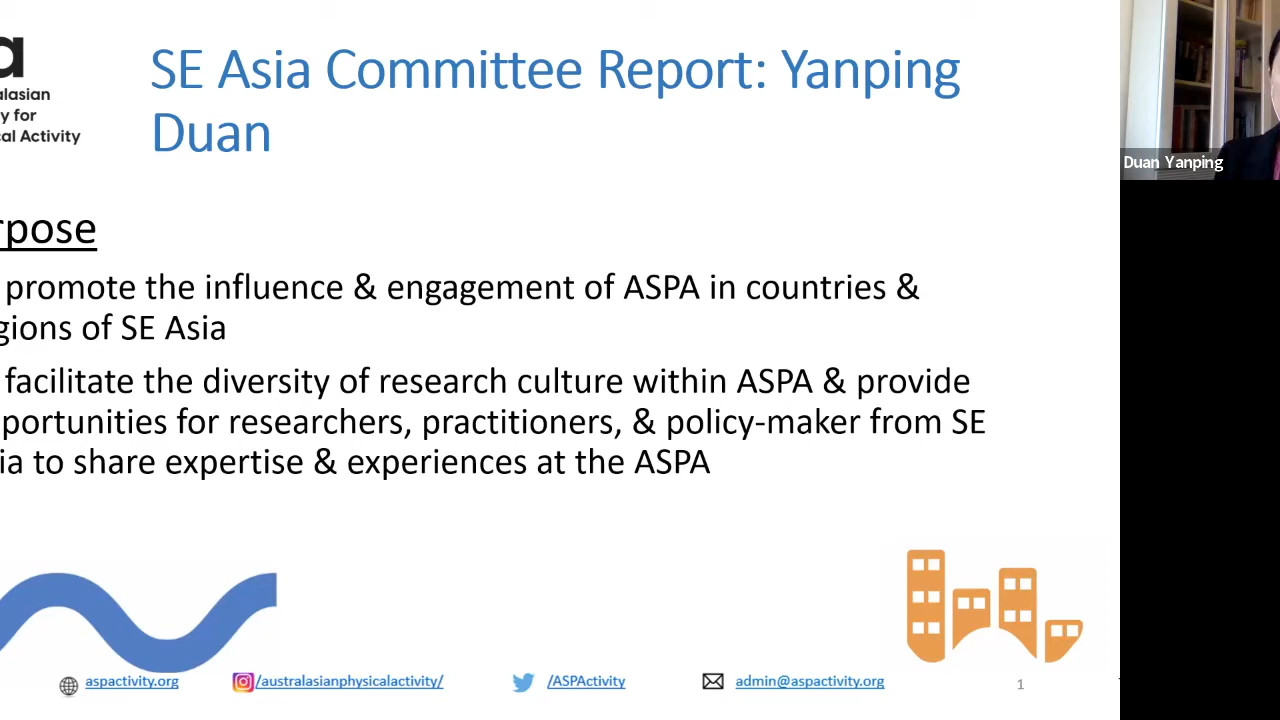 a
alasian
y for
cal Activity
SE Asia Committee Report: Yanping
Duan
rpose
promote the influence & engagement of ASPA in countries &
gions of SE Asia
facilitate the diversity of research culture within ASPA & provide
portunities for researchers, practitioners, & policy-maker from SE
ia to share expertise & experiences at the ASPA
aspactivity.org
/australasianphysicalactivity/
/ASPActivity
admin@aspactivity.org
1
Duan Yanping